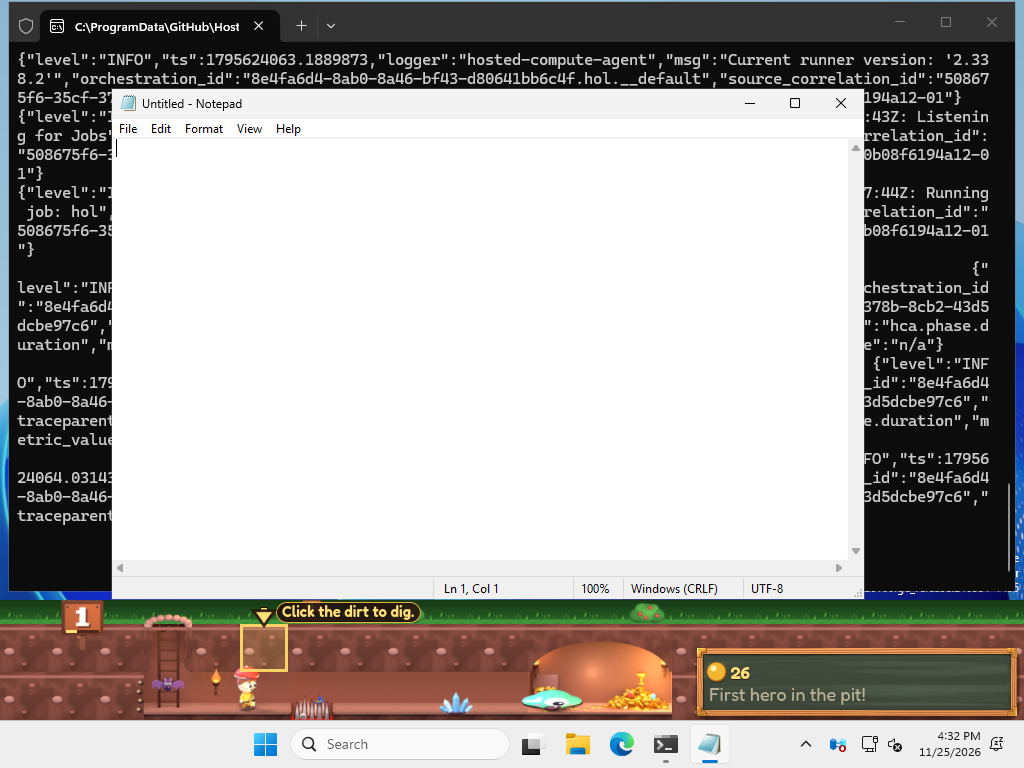 C:\ProgramData\GitHub\Host
{"level":"INFO","ts":1795624063.1889873,"logger":"hosted-compute-agent","msg":"Current runner version: '2.33
8.2'","orchestration_id":"8e4fa6d4-8ab0-8a46-bf43-d80641bb6c4f.hol.__default","source_correlation_id":"50867
5f6-35cf-37
194a12-01"}
Untitled - Notepad
{"level":"I
:43Z: Listenin
File Edit Format View Help
g for Jobs"
rrelation_id":
"508675f6-3
0b08f6194a12-0
1"}
{"level":"I
7:44Z: Running
job: hol",
relation_id":"
508675f6-35
b08f6194a12-01
"}
{"
level":"INF
chestration_id
":"8e4fa6d4
378b-8cb2-43d5
dcbe97c6","
:"hca.phase.d
uration","m
e":"n/a"}
{"level":"INF
O","ts":179
_id":"8e4fa6d4
-8ab0-8a46-
3d5dcbe97c6","
traceparent
e.duration","m
etric_value
FO","ts":17956
24064.03143
_id":"8e4fa6d4
-8ab0-8a46-
3d5dcbe97c6","
traceparent
Ln 1, Col 1 100% Windows (CRLF) UTF-8
1
Click the dirt to dig.
26
First hero in the pit!
Search
4:32 PM
11/25/2026